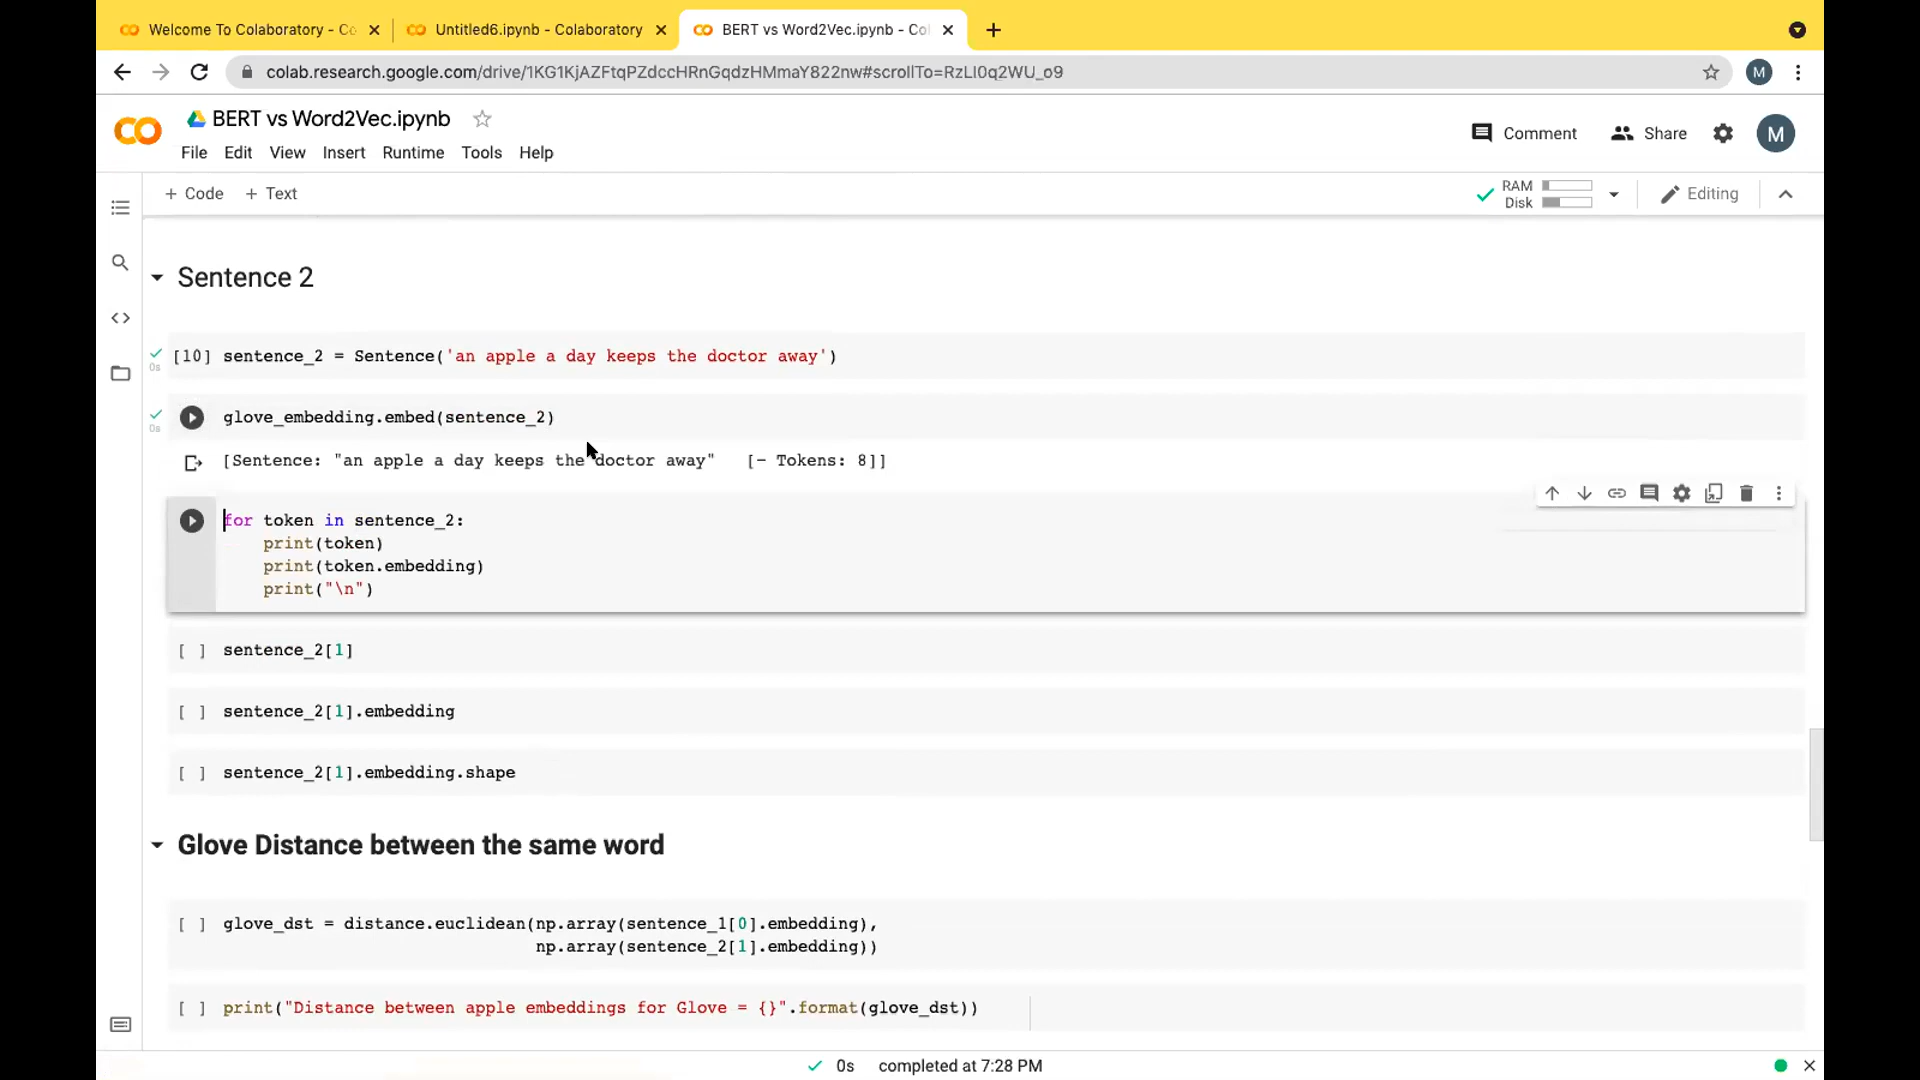 Welcome To Colaboratory - Co
Untitled6.ipynb - Colaboratory
BERT vs Word2Vec.ipynb - Col
colab.research.google.com/drive/1KG1KjAZFtqPZdccHRnGqdzHMmaY822nw#scrollTo=RzLI0q2WU_o9
M
BERT vs Word2Vec.ipynb
Comment
Share
M
File Edit View Insert Runtime Tools Help
+ Code + Text
RAM
Disk
Editing
Sentence 2
[10] sentence_2 = Sentence('an apple a day keeps the doctor away')
0s
glove_embedding.embed(sentence_2)
0s
[Sentence: "an apple a day keeps the doctor away" [− Tokens: 8]]
for token in sentence_2:
print(token)
print(token.embedding)
print("\n")
[ ] sentence_2[1]
[ ] sentence_2[1].embedding
[ ] sentence_2[1].embedding.shape
Glove Distance between the same word
[ ] glove_dst = distance.euclidean(np.array(sentence_1[0].embedding),
np.array(sentence_2[1].embedding))
[ ] print("Distance between apple embeddings for Glove = {}".format(glove_dst))
0s completed at 7:28 PM